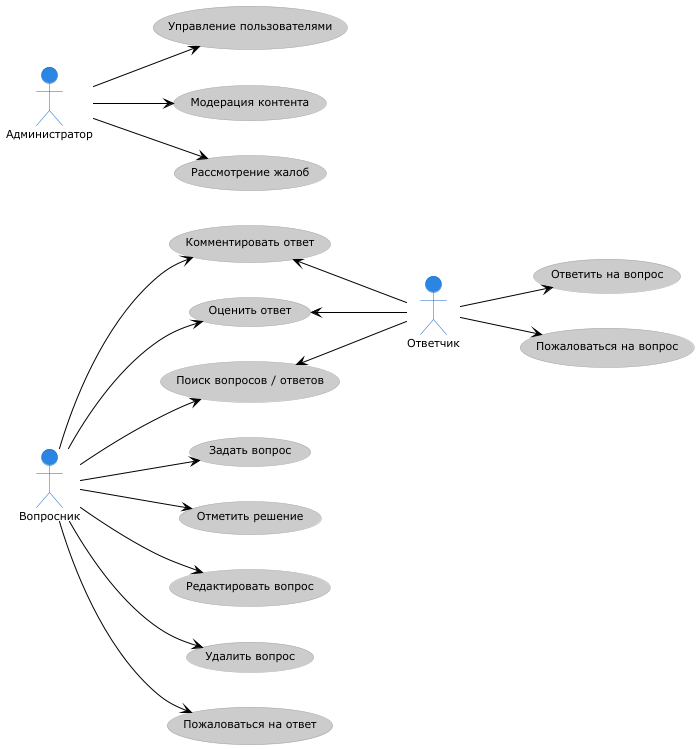 Управление пользователями
Модерация контента
Администратор
Рассмотрение жалоб
Комментировать ответ
Ответить на вопрос
Оценить ответ
Ответчик
Пожаловаться на вопрос
Поиск вопросов / ответов
Задать вопрос
Вопросник
Отметить решение
Редактировать вопрос
Удалить вопрос
Пожаловаться на ответ